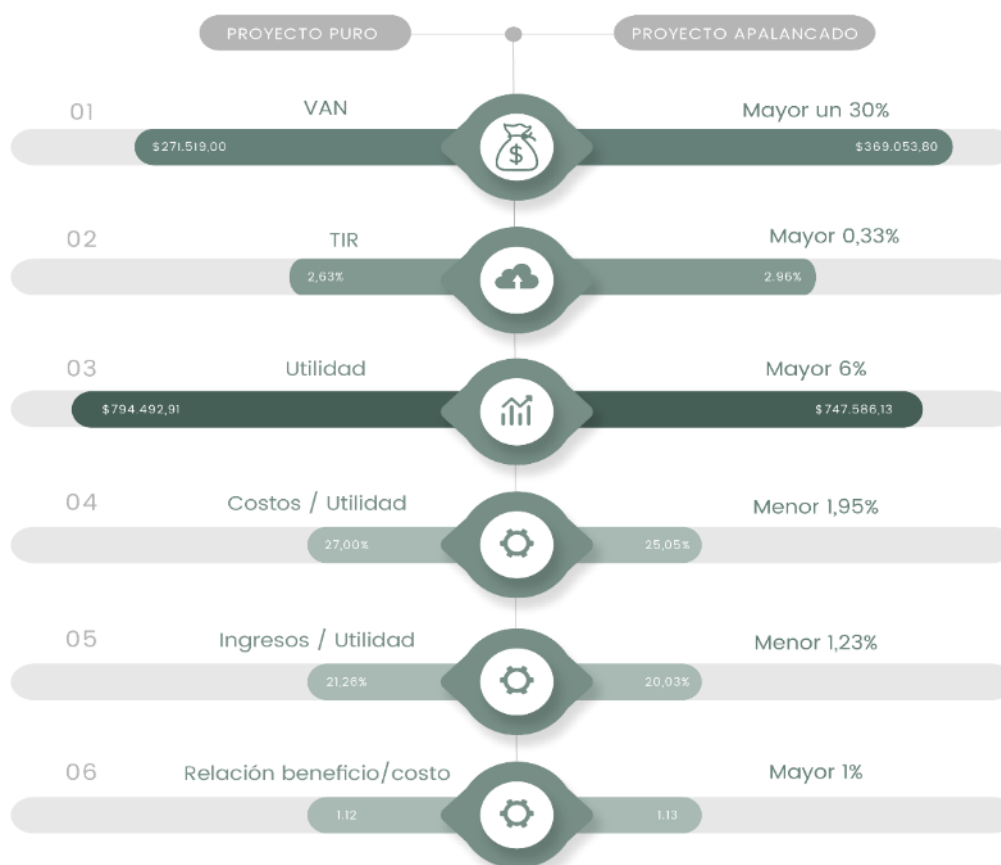 PROYECTO PURO
PROYECTO APALANCADO
01
VAN
Mayor un 30%
$271.519,00
$
$369.053,80
02
TIR
Mayor 0,33%
2,63%
2.96%
03
Utilidad
Mayor 6%
$794.492,91
$747.586,13
04
Costos / Utilidad
Menor 1,95%
27,00%
25,05%
05
Ingresos / Utilidad
Menor 1,23%
21,26%
20,03%
06
Relación beneficio/costo
Mayor 1%
1.12
1.13